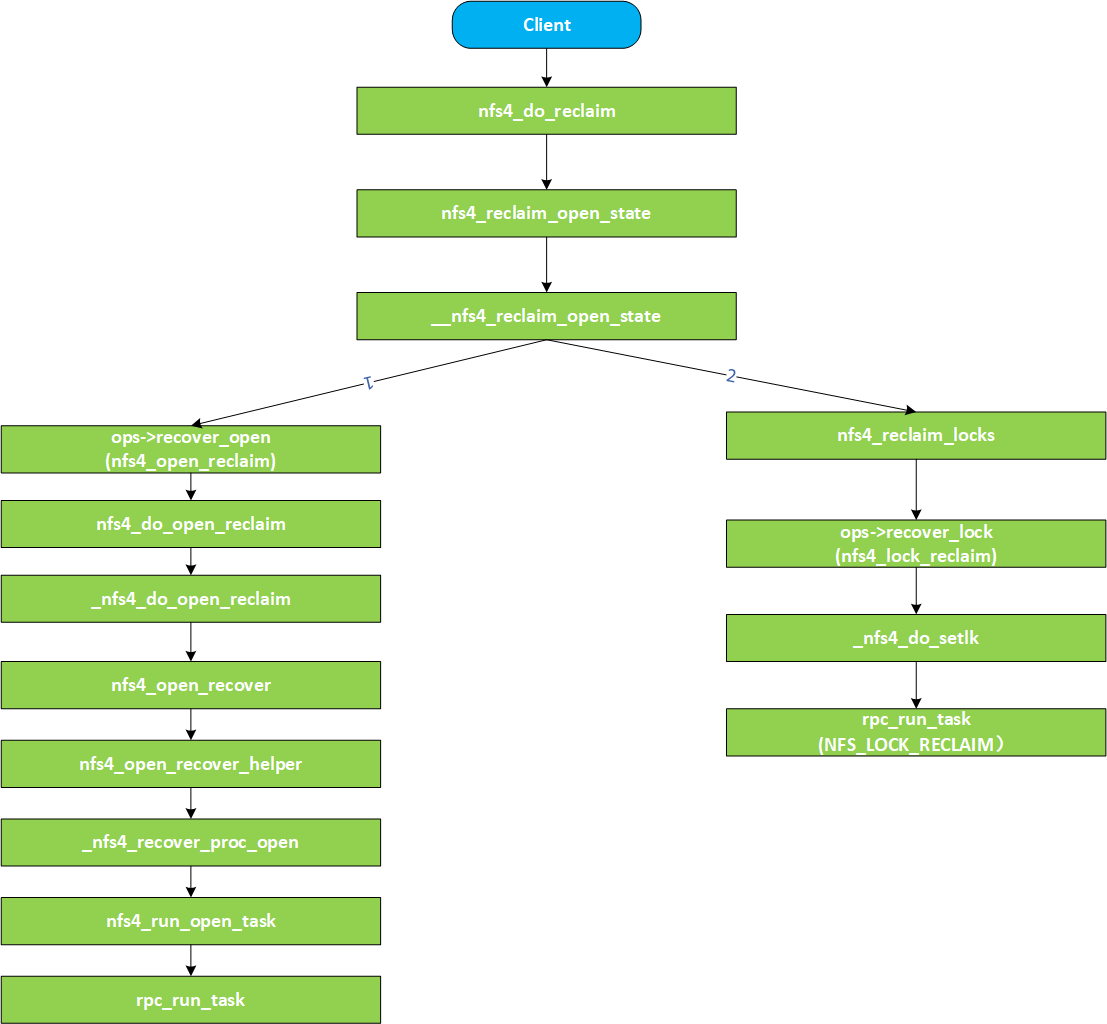 Client
nfs4_do_reclaim
nfs4_reclaim_open_state
__nfs4_reclaim_open_state
1
2
ops->recover_open
(nfs4_open_reclaim)
nfs4_do_open_reclaim
_nfs4_do_open_reclaim
nfs4_open_recover
nfs4_open_recover_helper
_nfs4_recover_proc_open
nfs4_run_open_task
rpc_run_task
nfs4_reclaim_locks
ops->recover_lock
(nfs4_lock_reclaim)
_nfs4_do_setlk
rpc_run_task
(NFS_LOCK_RECLAIM）